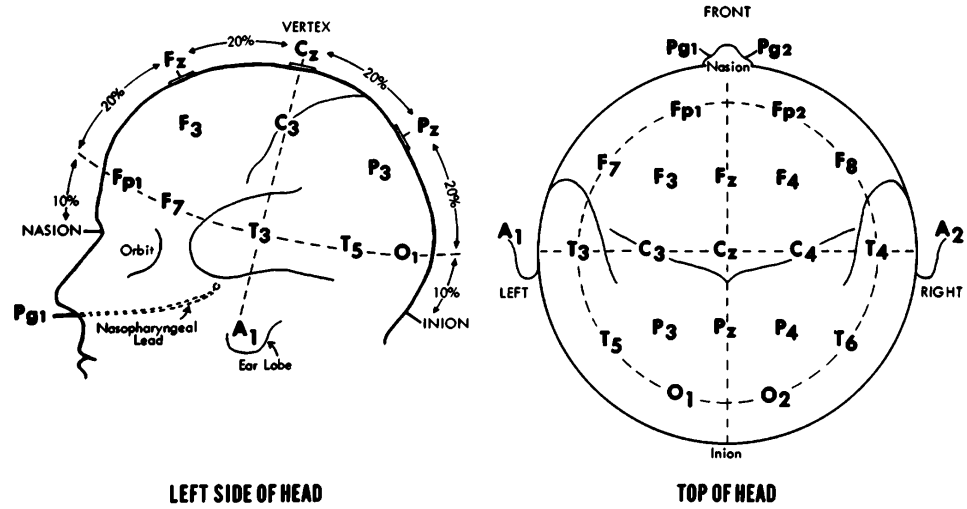 VERTEX
Cz
20%
20%
Fz
20%
Pz
20%
10%
10%
F3
C3
P3
Fp1
F7
T3
T5
O1
NASION
Orbit
INION
Pg1
Nasopharyngeal
Lead
A1
Ear Lobe
LEFT SIDE OF HEAD
FRONT
Pg1 Pg2
Nasion
Fp1 Fp2
F7 F8
F3 Fz F4
A1 A2
T3 C3 Cz C4 T4
LEFT RIGHT
P3 Pz P4
T5 T6
O1 O2
Inion
TOP OF HEAD